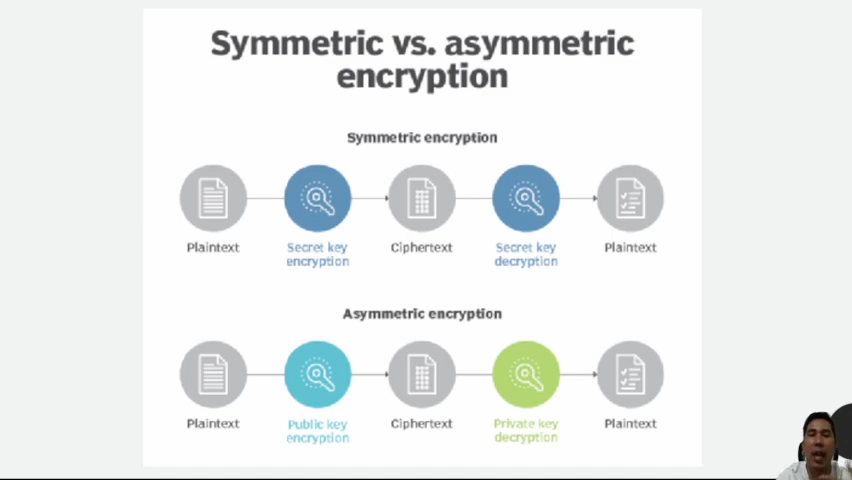 Symmetric vs. asymmetric
encryption
Symmetric encryption
Plaintext
Secret key
encryption
Ciphertext
Secret key
decryption
Plaintext
Asymmetric encryption
Plaintext
Public key
encryption
Ciphertext
Private key
decryption
Plaintext